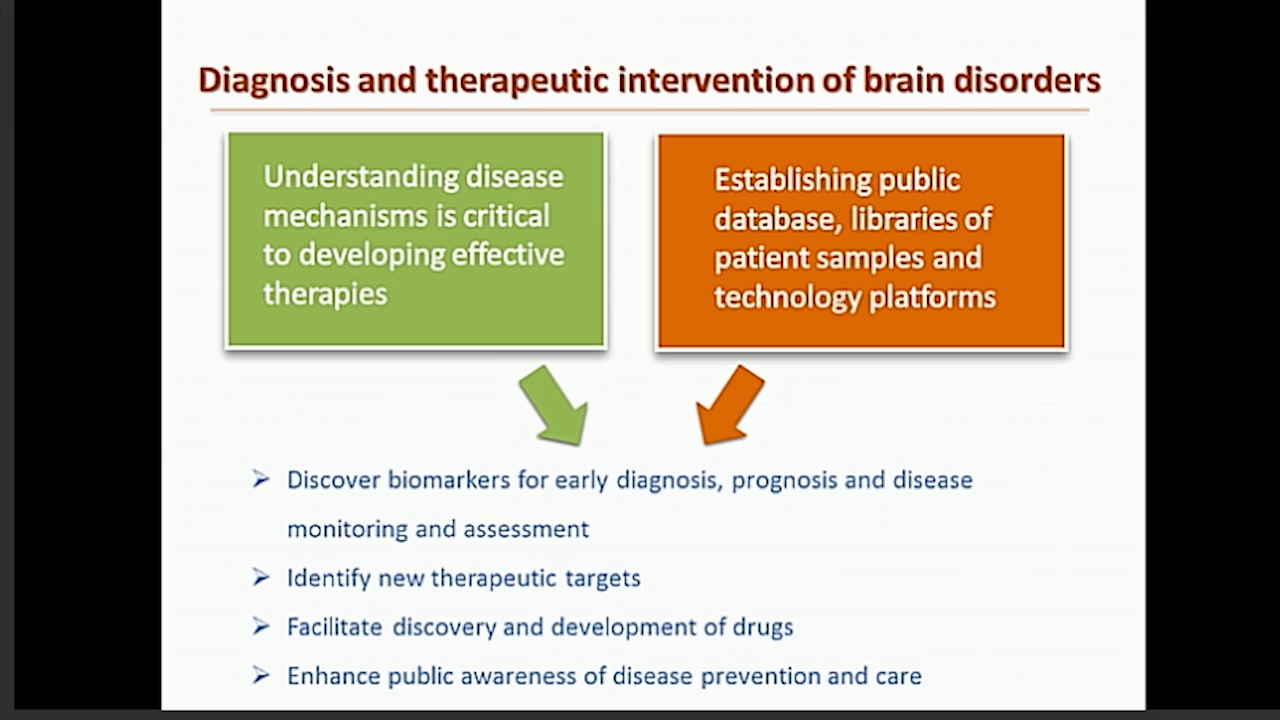 Diagnosis and therapeutic intervention of brain disorders
Understanding disease
mechanisms is critical
to developing effective
therapies
Establishing public
database, libraries of
patient samples and
technology platforms
Discover biomarkers for early diagnosis, prognosis and disease
monitoring and assessment
Identify new therapeutic targets
Facilitate discovery and development of drugs
Enhance public awareness of disease prevention and care